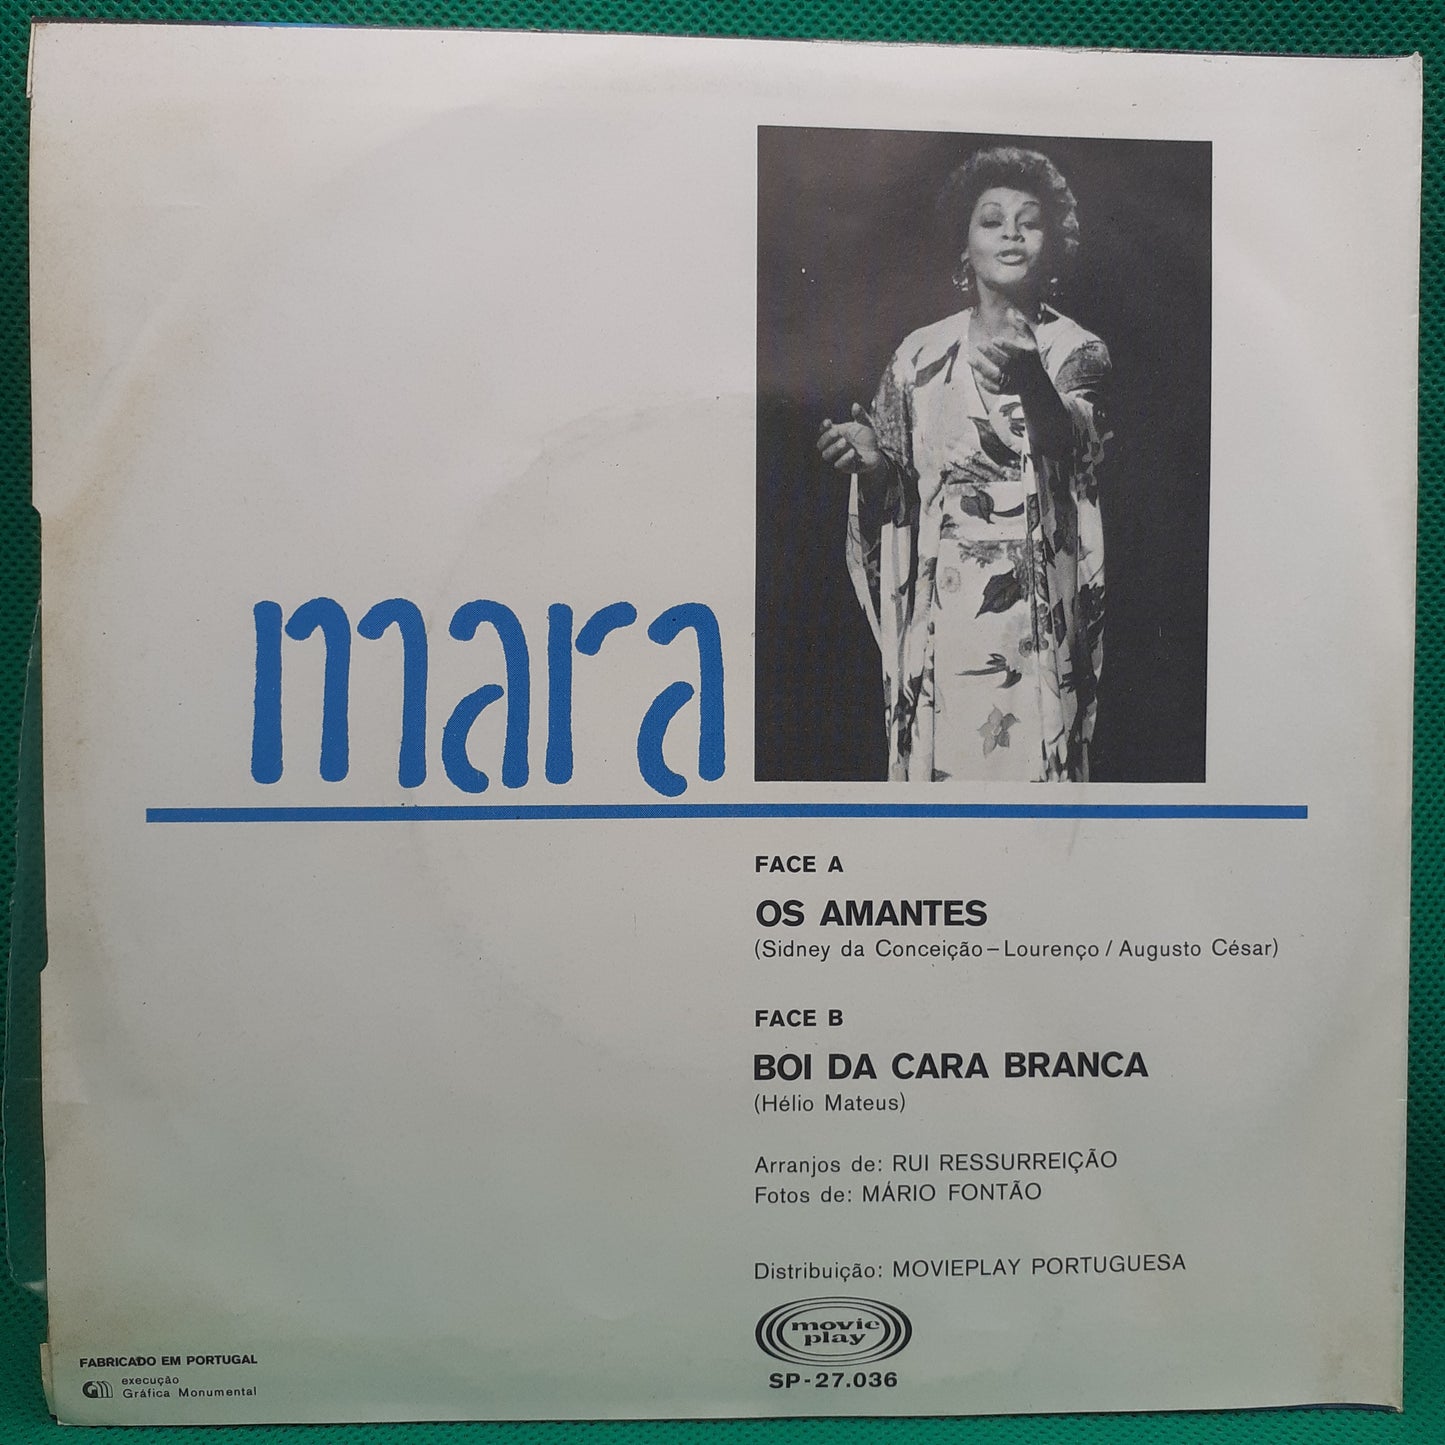 mara
FACE A
OS AMANTES
(Sidney da Conceição – Lourenço / Augusto César)
FACE B
BOI DA CARA BRANCA
(Hélio Mateus)
Arranjos de: RUI RESSURREIÇÃO
Fotos de: MÁRIO FONTÃO
Distribuição: MOVIEPLAY PORTUGUESA
movie
play
SP-27.036
FABRICADO EM PORTUGAL
execução
GM Gráfica Monumental